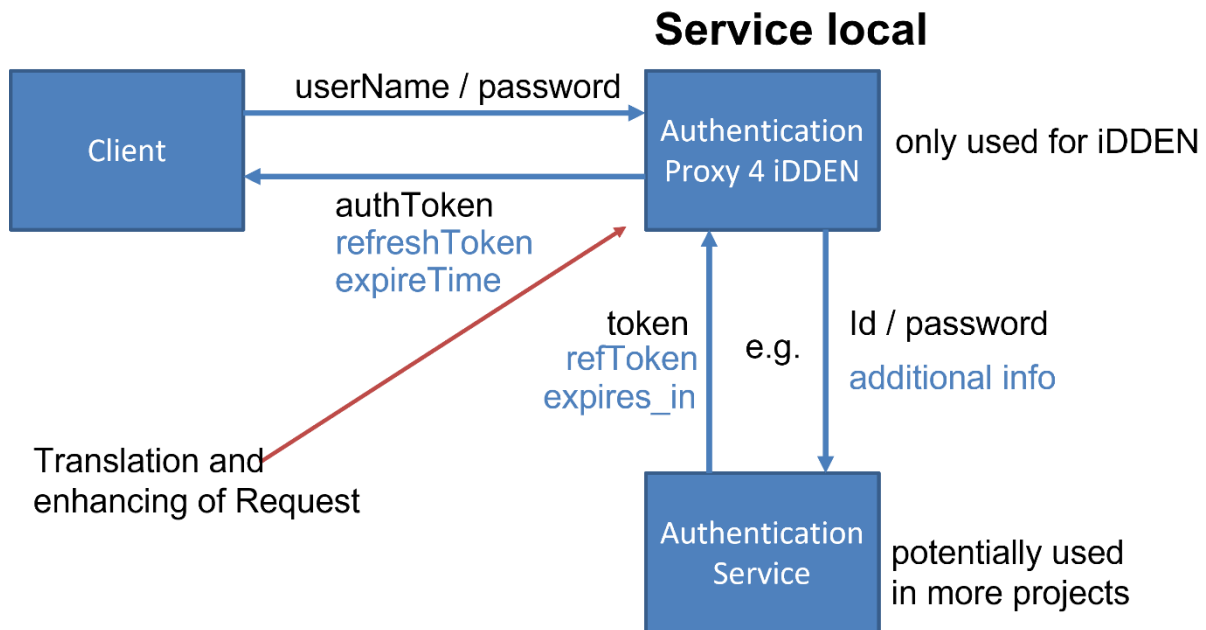 Service local
userName / password
Client
Authentication
Proxy 4 iDDEN
only used for iDDEN
authToken
refreshToken
expireTime
token
refToken
expires_in
e.g.
Id / password
additional info
Translation and
enhancing of Request
Authentication
Service
potentially used
in more projects